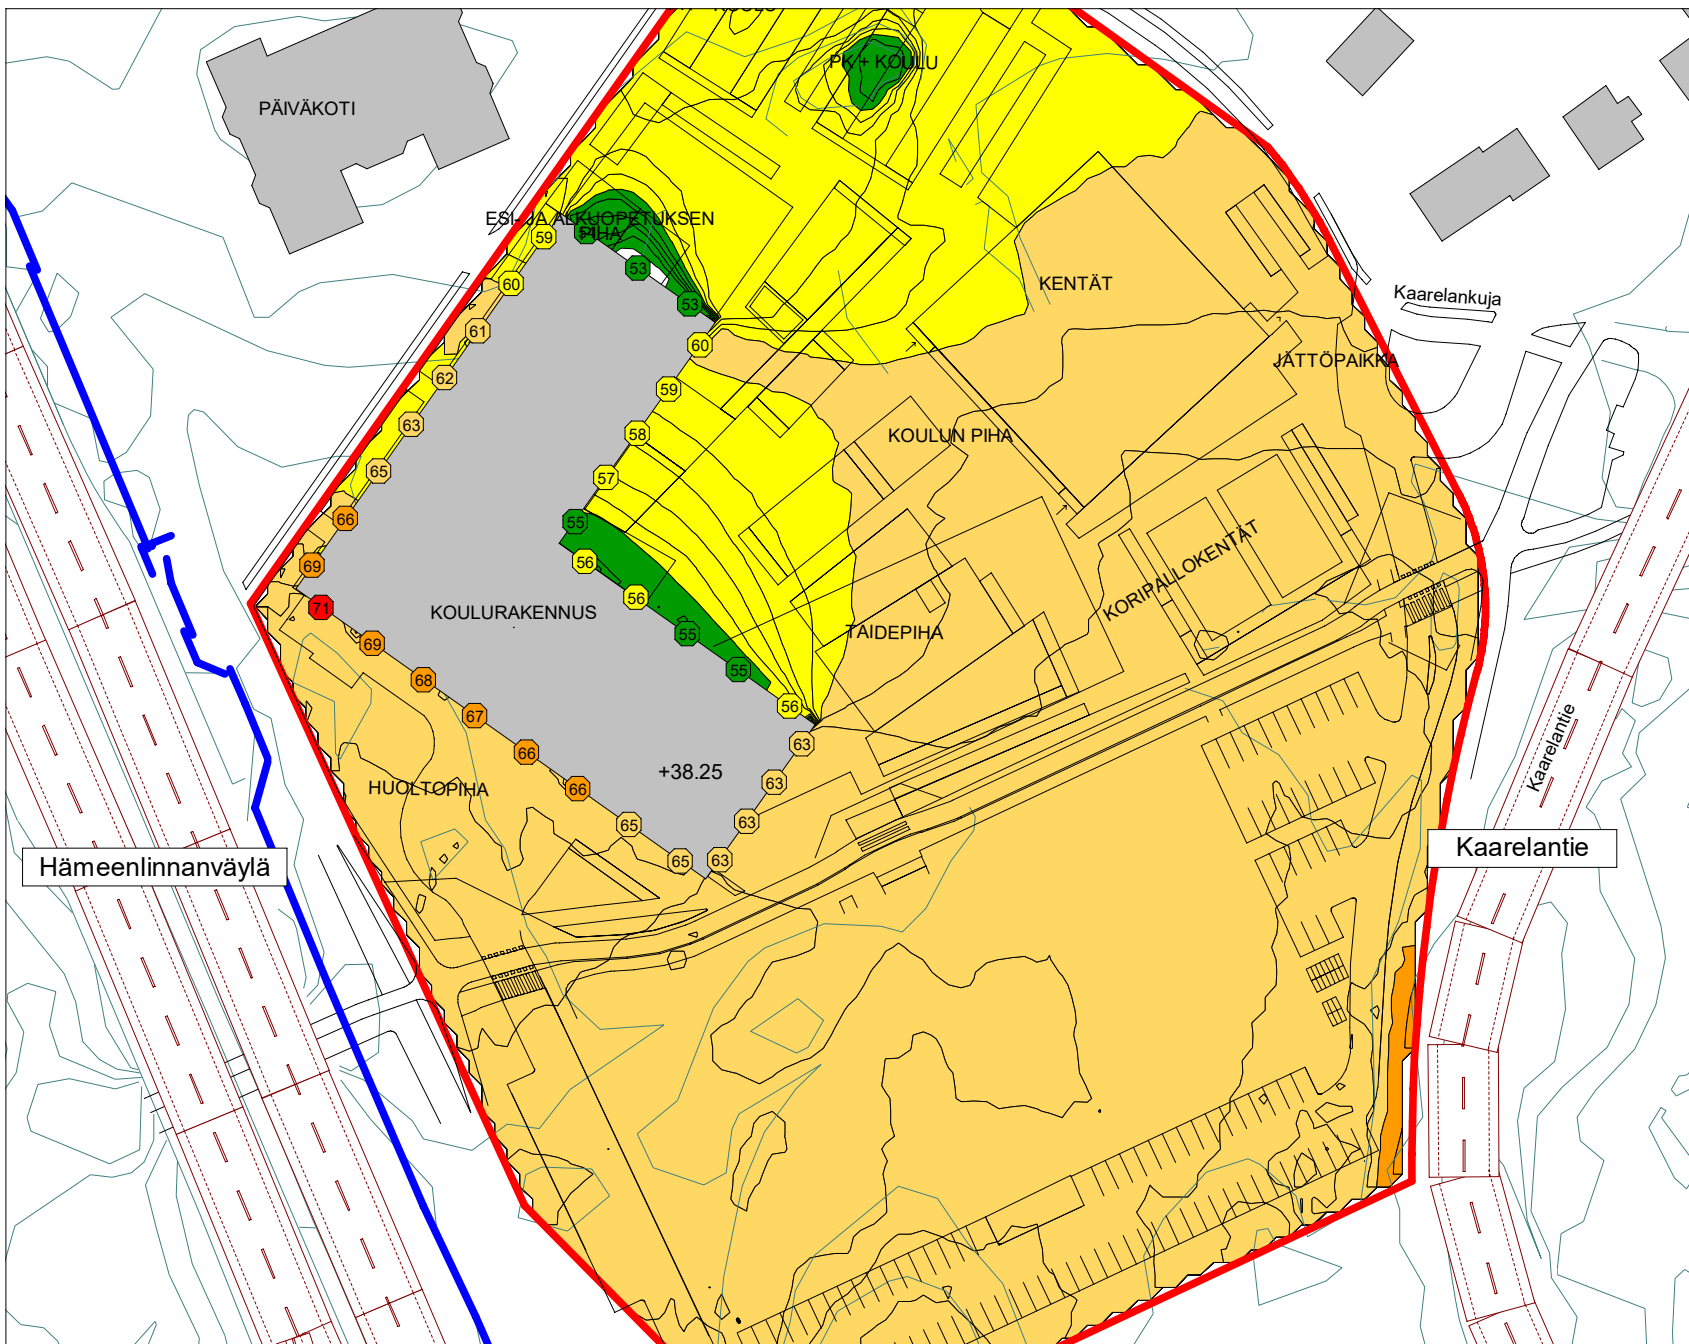 KOULU
PK + KOULU
PÄIVÄKOTI
ESI- JA ALKUOPETUKSEN
PIHA
59
54
53
53
60
60
61
59
62
58
63
57
65
66
55
56
69
56
71
55
69
55
68
56
67
63
66
63
66
63
65
65
63
KENTÄT
Kaarelankuja
JÄTTÖPAIKKA
KOULUN PIHA
KORIPALLOKENTÄT
KOULURAKENNUS
TAIDEPIHA
+38.25
HUOLTOPIHA
Kaarelantie
Hämeenlinnanväylä
Kaarelantie